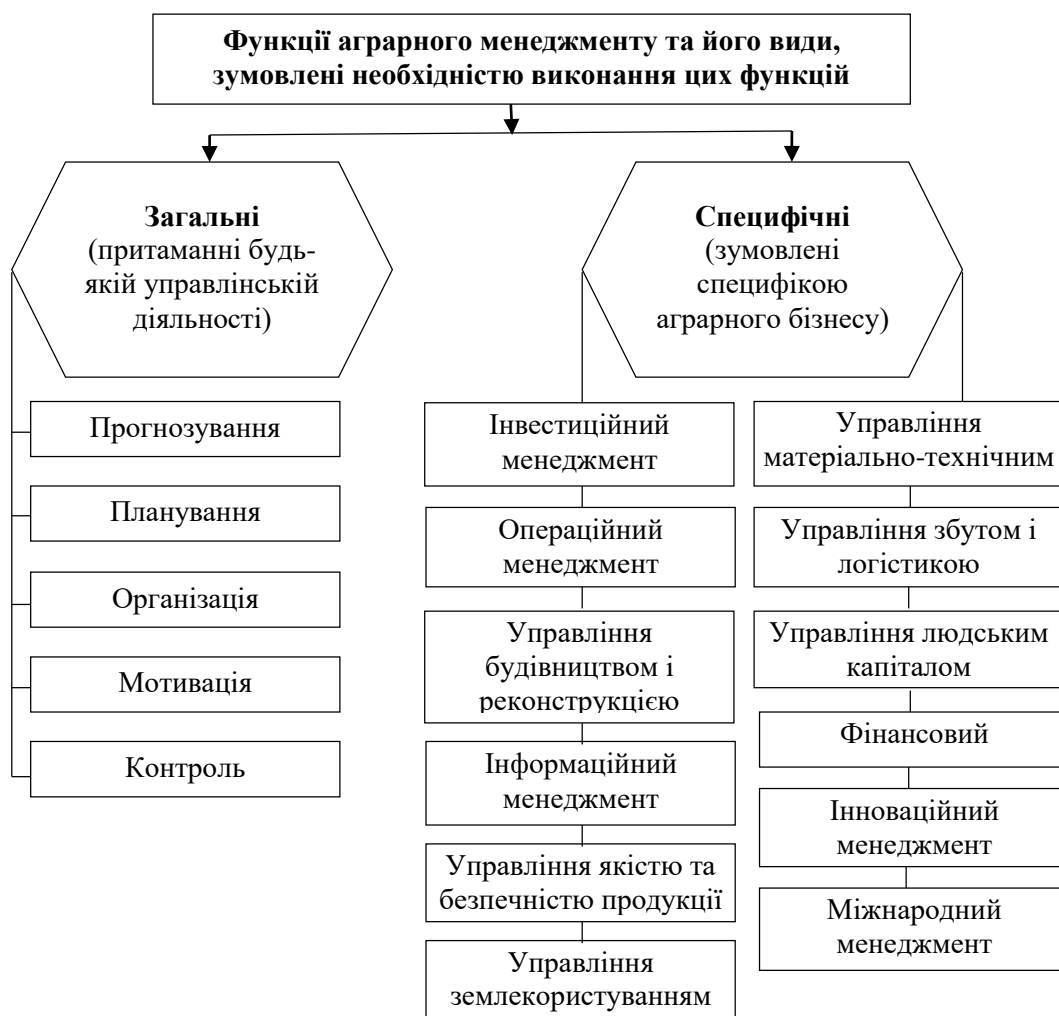 Функції аграрного менеджменту та його види,
зумовлені необхідністю виконання цих функцій
Загальні
(притаманні будь-
якій управлінській
діяльності)
Специфічні
(зумовлені
специфікою
аграрного бізнесу)
Прогнозування
Планування
Організація
Мотивація
Контроль
Інвестиційний
менеджмент
Операційний
менеджмент
Управління
будівництвом і
реконструкцією
Інформаційний
менеджмент
Управління якістю та
безпечністю продукції
Управління
землекористуванням
Управління
матеріально-технічним
Управління збутом і
логістикою
Управління людським
капіталом
Фінансовий
Інноваційний
менеджмент
Міжнародний
менеджмент